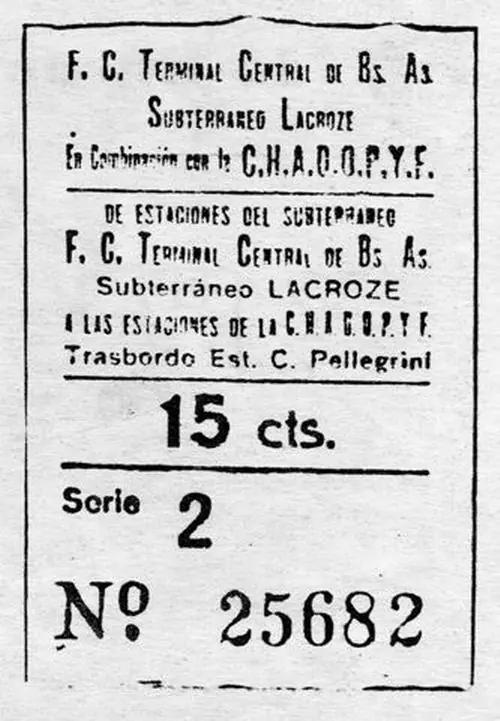 F. C. TERMINAL CENTRAL DE Bs. As.
SUBTERRANEO LACROZE
En Combinación con la C.H.A.D.O.P.Y.F.
DE ESTACIONES DEL SUBTERRANEO
F. C. TERMINAL CENTRAL DE Bs As.
Subterráneo LACROZE
A LAS ESTACIONES DE LA C.H.A.D.O.P.Y F.
Trasbordo Est. C. Pellegrini
15 cts.
Serie 2
Nº 25682